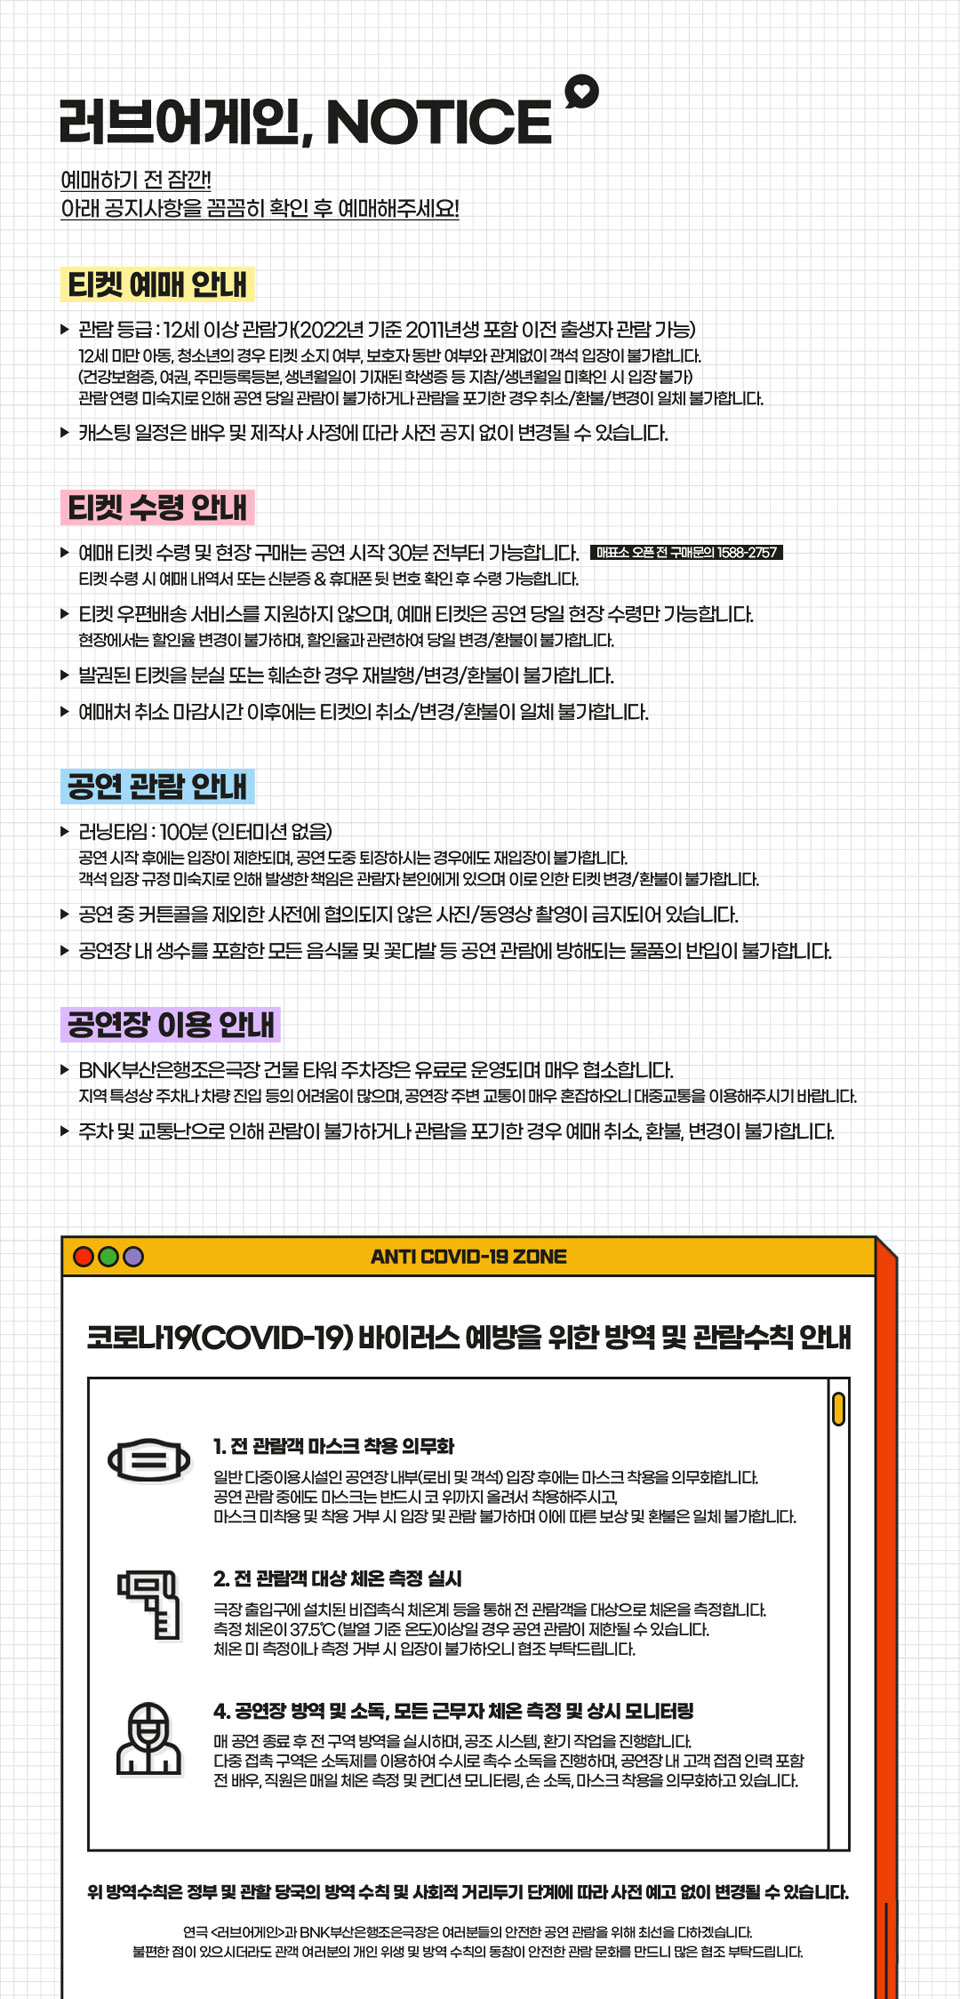 러브어게인, NOTICE
예매하기 전 잠깐!
아래 공지사항을 꼼꼼히 확인 후 예매해주세요!
티켓 예매 안내
▶ 관람 등급 : 12세 이상 관람가(2022년 기준 2011년생 포함 이전 출생자 관람 가능)
12세 미만 아동, 청소년의 경우 티켓 소지 여부, 보호자 동반 여부와 관계없이 객석 입장이 불가합니다.
(건강보험증, 여권, 주민등록등본, 생년월일이 기재된 학생증 등 지참/생년월일 미확인 시 입장 불가)
관람 연령 미숙지로 인해 공연 당일 관람이 불가하거나 관람을 포기한 경우 취소/환불/변경이 일체 불가합니다.
▶ 캐스팅 일정은 배우 및 제작사 사정에 따라 사전 공지 없이 변경될 수 있습니다.
티켓 수령 안내
▶ 예매 티켓 수령 및 현장 구매는 공연 시작 30분 전부터 가능합니다. 매표소 오픈 전 구매문의 1588-2757
티켓 수령 시 예매 내역서 또는 신분증 & 휴대폰 뒷 번호 확인 후 수령 가능합니다.
▶ 티켓 우편배송 서비스를 지원하지 않으며, 예매 티켓은 공연 당일 현장 수령만 가능합니다.
현장에서는 할인율 변경이 불가하며, 할인율과 관련하여 당일 변경/환불이 불가합니다.
▶ 발권된 티켓을 분실 또는 훼손한 경우 재발행/변경/환불이 불가합니다.
▶ 예매처 취소 마감시간 이후에는 티켓의 취소/변경/환불이 일체 불가합니다.
공연 관람 안내
▶ 러닝타임 : 100분 (인터미션 없음)
공연 시작 후에는 입장이 제한되며, 공연 도중 퇴장하시는 경우에도 재입장이 불가합니다.
객석 입장 규정 미숙지로 인해 발생한 책임은 관람자 본인에게 있으며 이로 인한 티켓 변경/환불이 불가합니다.
▶ 공연 중 커튼콜을 제외한 사전에 협의되지 않은 사진/동영상 촬영이 금지되어 있습니다.
▶ 공연장 내 생수를 포함한 모든 음식물 및 꽃다발 등 공연 관람에 방해되는 물품의 반입이 불가합니다.
공연장 이용 안내
▶ BNK부산은행조은극장 건물 타워 주차장은 유료로 운영되며 매우 협소합니다.
지역 특성상 주차나 차량 진입 등의 어려움이 많으며, 공연장 주변 교통이 매우 혼잡하오니 대중교통을 이용해주시기 바랍니다.
▶ 주차 및 교통난으로 인해 관람이 불가하거나 관람을 포기한 경우 예매 취소, 환불, 변경이 불가합니다.
ANTI COVID-19 ZONE
코로나19(COVID-19) 바이러스 예방을 위한 방역 및 관람수칙 안내
1. 전 관람객 마스크 착용 의무화
일반 다중이용시설인 공연장 내부(로비 및 객석) 입장 후에는 마스크 착용을 의무화합니다.
공연 관람 중에도 마스크는 반드시 코 위까지 올려서 착용해주시고,
마스크 미착용 및 착용 거부 시 입장 및 관람 불가하며 이에 따른 보상 및 환불은 일체 불가합니다.
2. 전 관람객 대상 체온 측정 실시
극장 출입구에 설치된 비접촉식 체온계 등을 통해 전 관람객을 대상으로 체온을 측정합니다.
측정 체온이 37.5℃ (발열 기준 온도)이상일 경우 공연 관람이 제한될 수 있습니다.
체온 미 측정이나 측정 거부 시 입장이 불가하오니 협조 부탁드립니다.
4. 공연장 방역 및 소독, 모든 근무자 체온 측정 및 상시 모니터링
매 공연 종료 후 전 구역 방역을 실시하며, 공조 시스템, 환기 작업을 진행합니다.
다중 접촉 구역은 소독제를 이용하여 수시로 촉수 소독을 진행하며, 공연장 내 고객 접점 인력 포함
전 배우, 직원은 매일 체온 측정 및 컨디션 모니터링, 손 소독, 마스크 착용을 의무화하고 있습니다.
위 방역수칙은 정부 및 관할 당국의 방역 수칙 및 사회적 거리두기 단계에 따라 사전 예고 없이 변경될 수 있습니다.
연극 <러브어게인>과 BNK부산은행조은극장은 여러분들의 안전한 공연 관람을 위해 최선을 다하겠습니다.
불편한 점이 있으시더라도 관객 여러분의 개인 위생 및 방역 수칙의 동참이 안전한 관람 문화를 만드니 많은 협조 부탁드립니다.